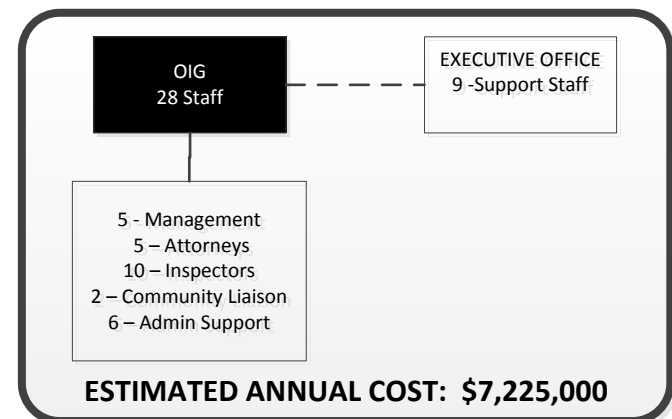 OIG
28 Staff
EXECUTIVE OFFICE
9 -Support Staff
5 - Management
5 – Attorneys
10 – Inspectors
2 – Community Liaison
6 – Admin Support
ESTIMATED ANNUAL COST: $7,225,000